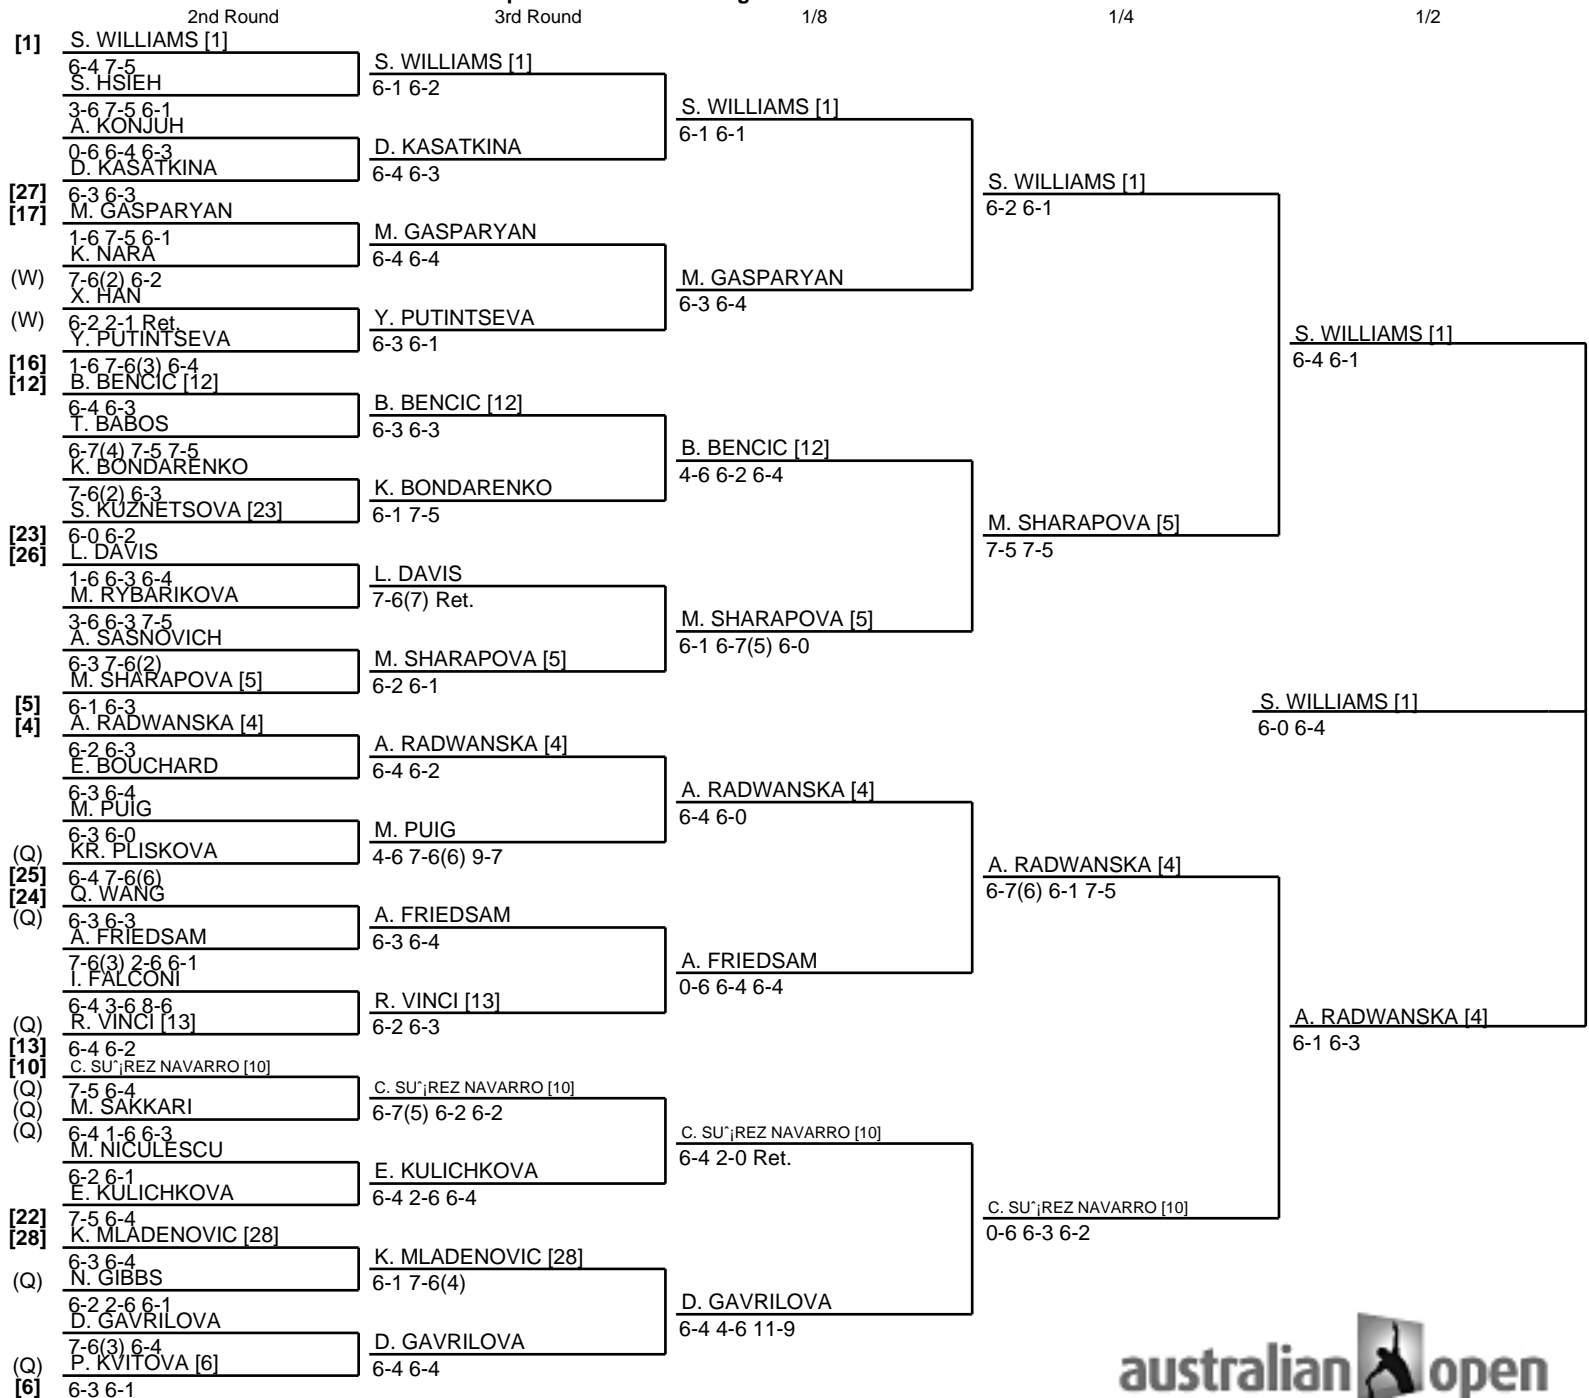 2nd Round 3rd Round 1/8 1/4 1/2
[1] S. WILLIAMS [1]
6-4 7-5
S. HSIEH
3-6 7-5 6-1
A. KONJUH
0-6 6-4 6-3
D. KASATKINA
[27] 6-3 6-3
[17] M. GASPARYAN
1-6 7-5 6-1
K. NARA
(W) 7-6(2) 6-2
X. HAN
(W) 6-2 2-1 Ret.
Y. PUTINTSEVA
[16] 1-6 7-6(3) 6-4
[12] B. BENCIC [12]
6-4 6-3
T. BABOS
6-7(4) 7-5 7-5
K. BONDARENKO
7-6(2) 6-3
S. KUZNETSOVA [23]
[23] 6-0 6-2
[26] L. DAVIS
1-6 6-3 6-4
M. RYBARIKOVA
3-6 6-3 7-5
A. SASNOVICH
6-3 7-6(2)
M. SHARAPOVA [5]
[5] 6-1 6-3
[4] A. RADWANSKA [4]
6-2 6-3
E. BOUCHARD
6-3 6-4
M. PUIG
6-3 6-0
(Q) KR. PLISKOVA
[25] 6-4 7-6(6)
[24] Q. WANG
(Q) 6-3 6-3
A. FRIEDSAM
7-6(3) 2-6 6-1
I. FALCONI
6-4 3-6 8-6
(Q) R. VINCI [13]
[13] 6-4 6-2
[10] C. SUˆ¡REZ NAVARRO [10]
(Q) 7-5 6-4
(Q) M. SAKKARI
(Q) 6-4 1-6 6-3
M. NICULESCU
6-2 6-1
E. KULICHKOVA
[22] 7-5 6-4
[28] K. MLADENOVIC [28]
6-3 6-4
(Q) N. GIBBS
6-2 2-6 6-1
D. GAVRILOVA
7-6(3) 6-4
(Q) P. KVITOVA [6]
[6] 6-3 6-1
S. WILLIAMS [1]
6-1 6-2
D. KASATKINA
6-4 6-3
M. GASPARYAN
6-4 6-4
Y. PUTINTSEVA
6-3 6-1
B. BENCIC [12]
6-3 6-3
K. BONDARENKO
6-1 7-5
L. DAVIS
7-6(7) Ret.
M. SHARAPOVA [5]
6-2 6-1
A. RADWANSKA [4]
6-4 6-2
M. PUIG
4-6 7-6(6) 9-7
A. FRIEDSAM
6-3 6-4
R. VINCI [13]
6-2 6-3
C. SUˆ¡REZ NAVARRO [10]
6-7(5) 6-2 6-2
E. KULICHKOVA
6-4 2-6 6-4
K. MLADENOVIC [28]
6-1 7-6(4)
D. GAVRILOVA
6-4 6-4
S. WILLIAMS [1]
6-1 6-1
M. GASPARYAN
6-3 6-4
B. BENCIC [12]
4-6 6-2 6-4
M. SHARAPOVA [5]
6-1 6-7(5) 6-0
A. RADWANSKA [4]
6-4 6-0
A. FRIEDSAM
0-6 6-4 6-4
C. SUˆ¡REZ NAVARRO [10]
6-4 2-0 Ret.
D. GAVRILOVA
6-4 4-6 11-9
S. WILLIAMS [1]
6-2 6-1
M. SHARAPOVA [5]
7-5 7-5
A. RADWANSKA [4]
6-7(6) 6-1 7-5
C. SUˆ¡REZ NAVARRO [10]
0-6 6-3 6-2
S. WILLIAMS [1]
6-4 6-1
A. RADWANSKA [4]
6-1 6-3
S. WILLIAMS [1]
6-0 6-4
australian open